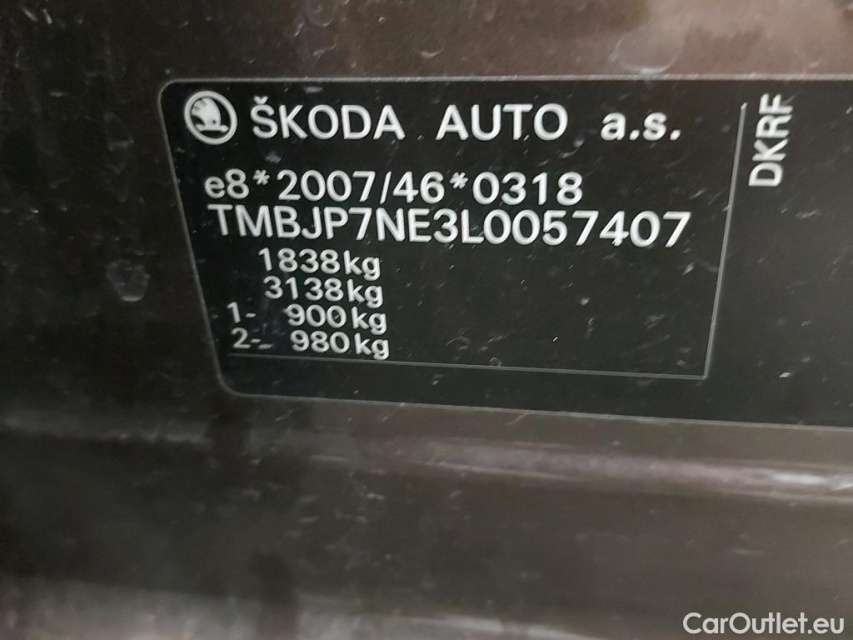 ŠKODA AUTO a.s.
e8*2007/46*0318
TMBJP7NE3L0057407
1838kg
3138kg
1- 900kg
2- 980kg
DKRF
CarOutlet.eu